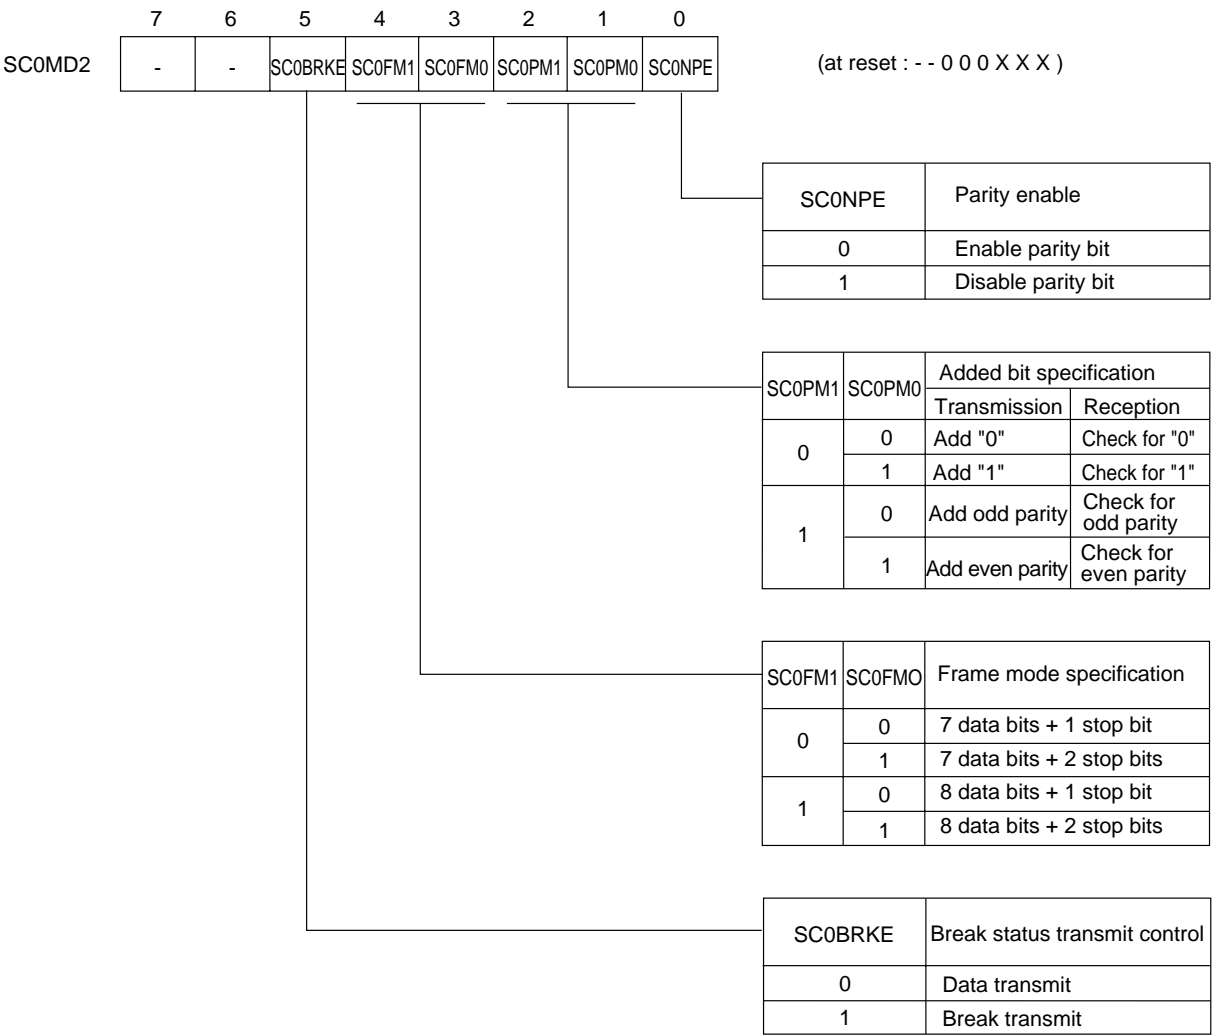 7 6 5 4 3 2 1 0
SC0MD2 - - SC0BRKE SC0FM1 SC0FM0 SC0PM1 SC0PM0 SC0NPE (at reset : - - 0 0 0 X X X )
SC0NPE Parity enable
0 Enable parity bit
1 Disable parity bit
SC0PM1 SC0PM0 Added bit specification
Transmission Reception
0 0 Add "0" Check for "0"
1 Add "1" Check for "1"
1 0 Add odd parity Check for odd parity
1 Add even parity Check for even parity
SC0FM1 SC0FMO Frame mode specification
0 0 7 data bits + 1 stop bit
1 7 data bits + 2 stop bits
1 0 8 data bits + 1 stop bit
1 8 data bits + 2 stop bits
SC0BRKE Break status transmit control
0 Data transmit
1 Break transmit